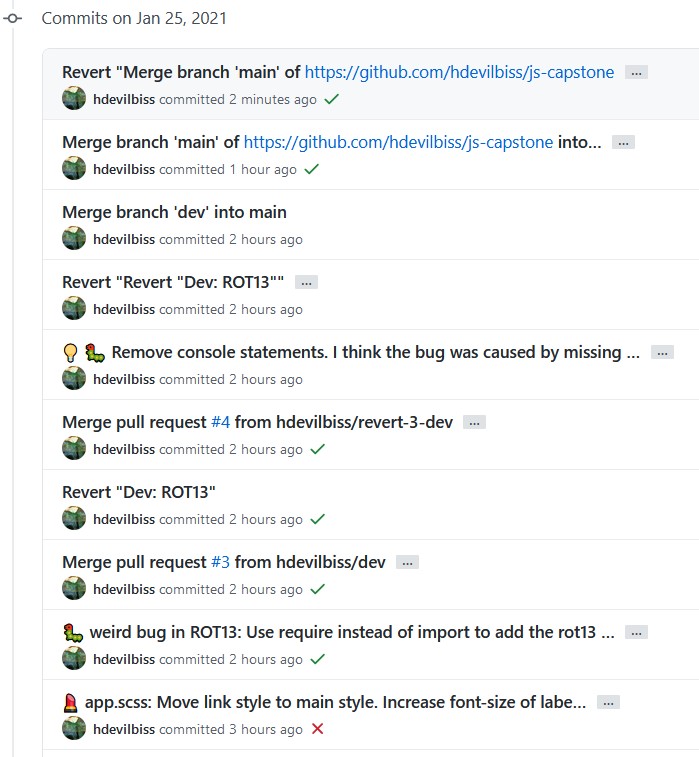 Commits on Jan 25, 2021
Revert "Merge branch 'main' of https://github.com/hdevilbiss/js-capstone ...
hdevilbiss committed 2 minutes ago
Merge branch 'main' of https://github.com/hdevilbiss/js-capstone into... ...
hdevilbiss committed 1 hour ago
Merge branch 'dev' into main
hdevilbiss committed 2 hours ago
Revert "Revert "Dev: ROT13"" ...
hdevilbiss committed 2 hours ago
💡 🐛 Remove console statements. I think the bug was caused by missing ... ...
hdevilbiss committed 2 hours ago
Merge pull request #4 from hdevilbiss/revert-3-dev ...
hdevilbiss committed 2 hours ago
Revert "Dev: ROT13"
hdevilbiss committed 2 hours ago
Merge pull request #3 from hdevilbiss/dev ...
hdevilbiss committed 2 hours ago
🐛 weird bug in ROT13: Use require instead of import to add the rot13 ... ...
hdevilbiss committed 2 hours ago
💄 app.scss: Move link style to main style. Increase font-size of labe... ...
hdevilbiss committed 3 hours ago